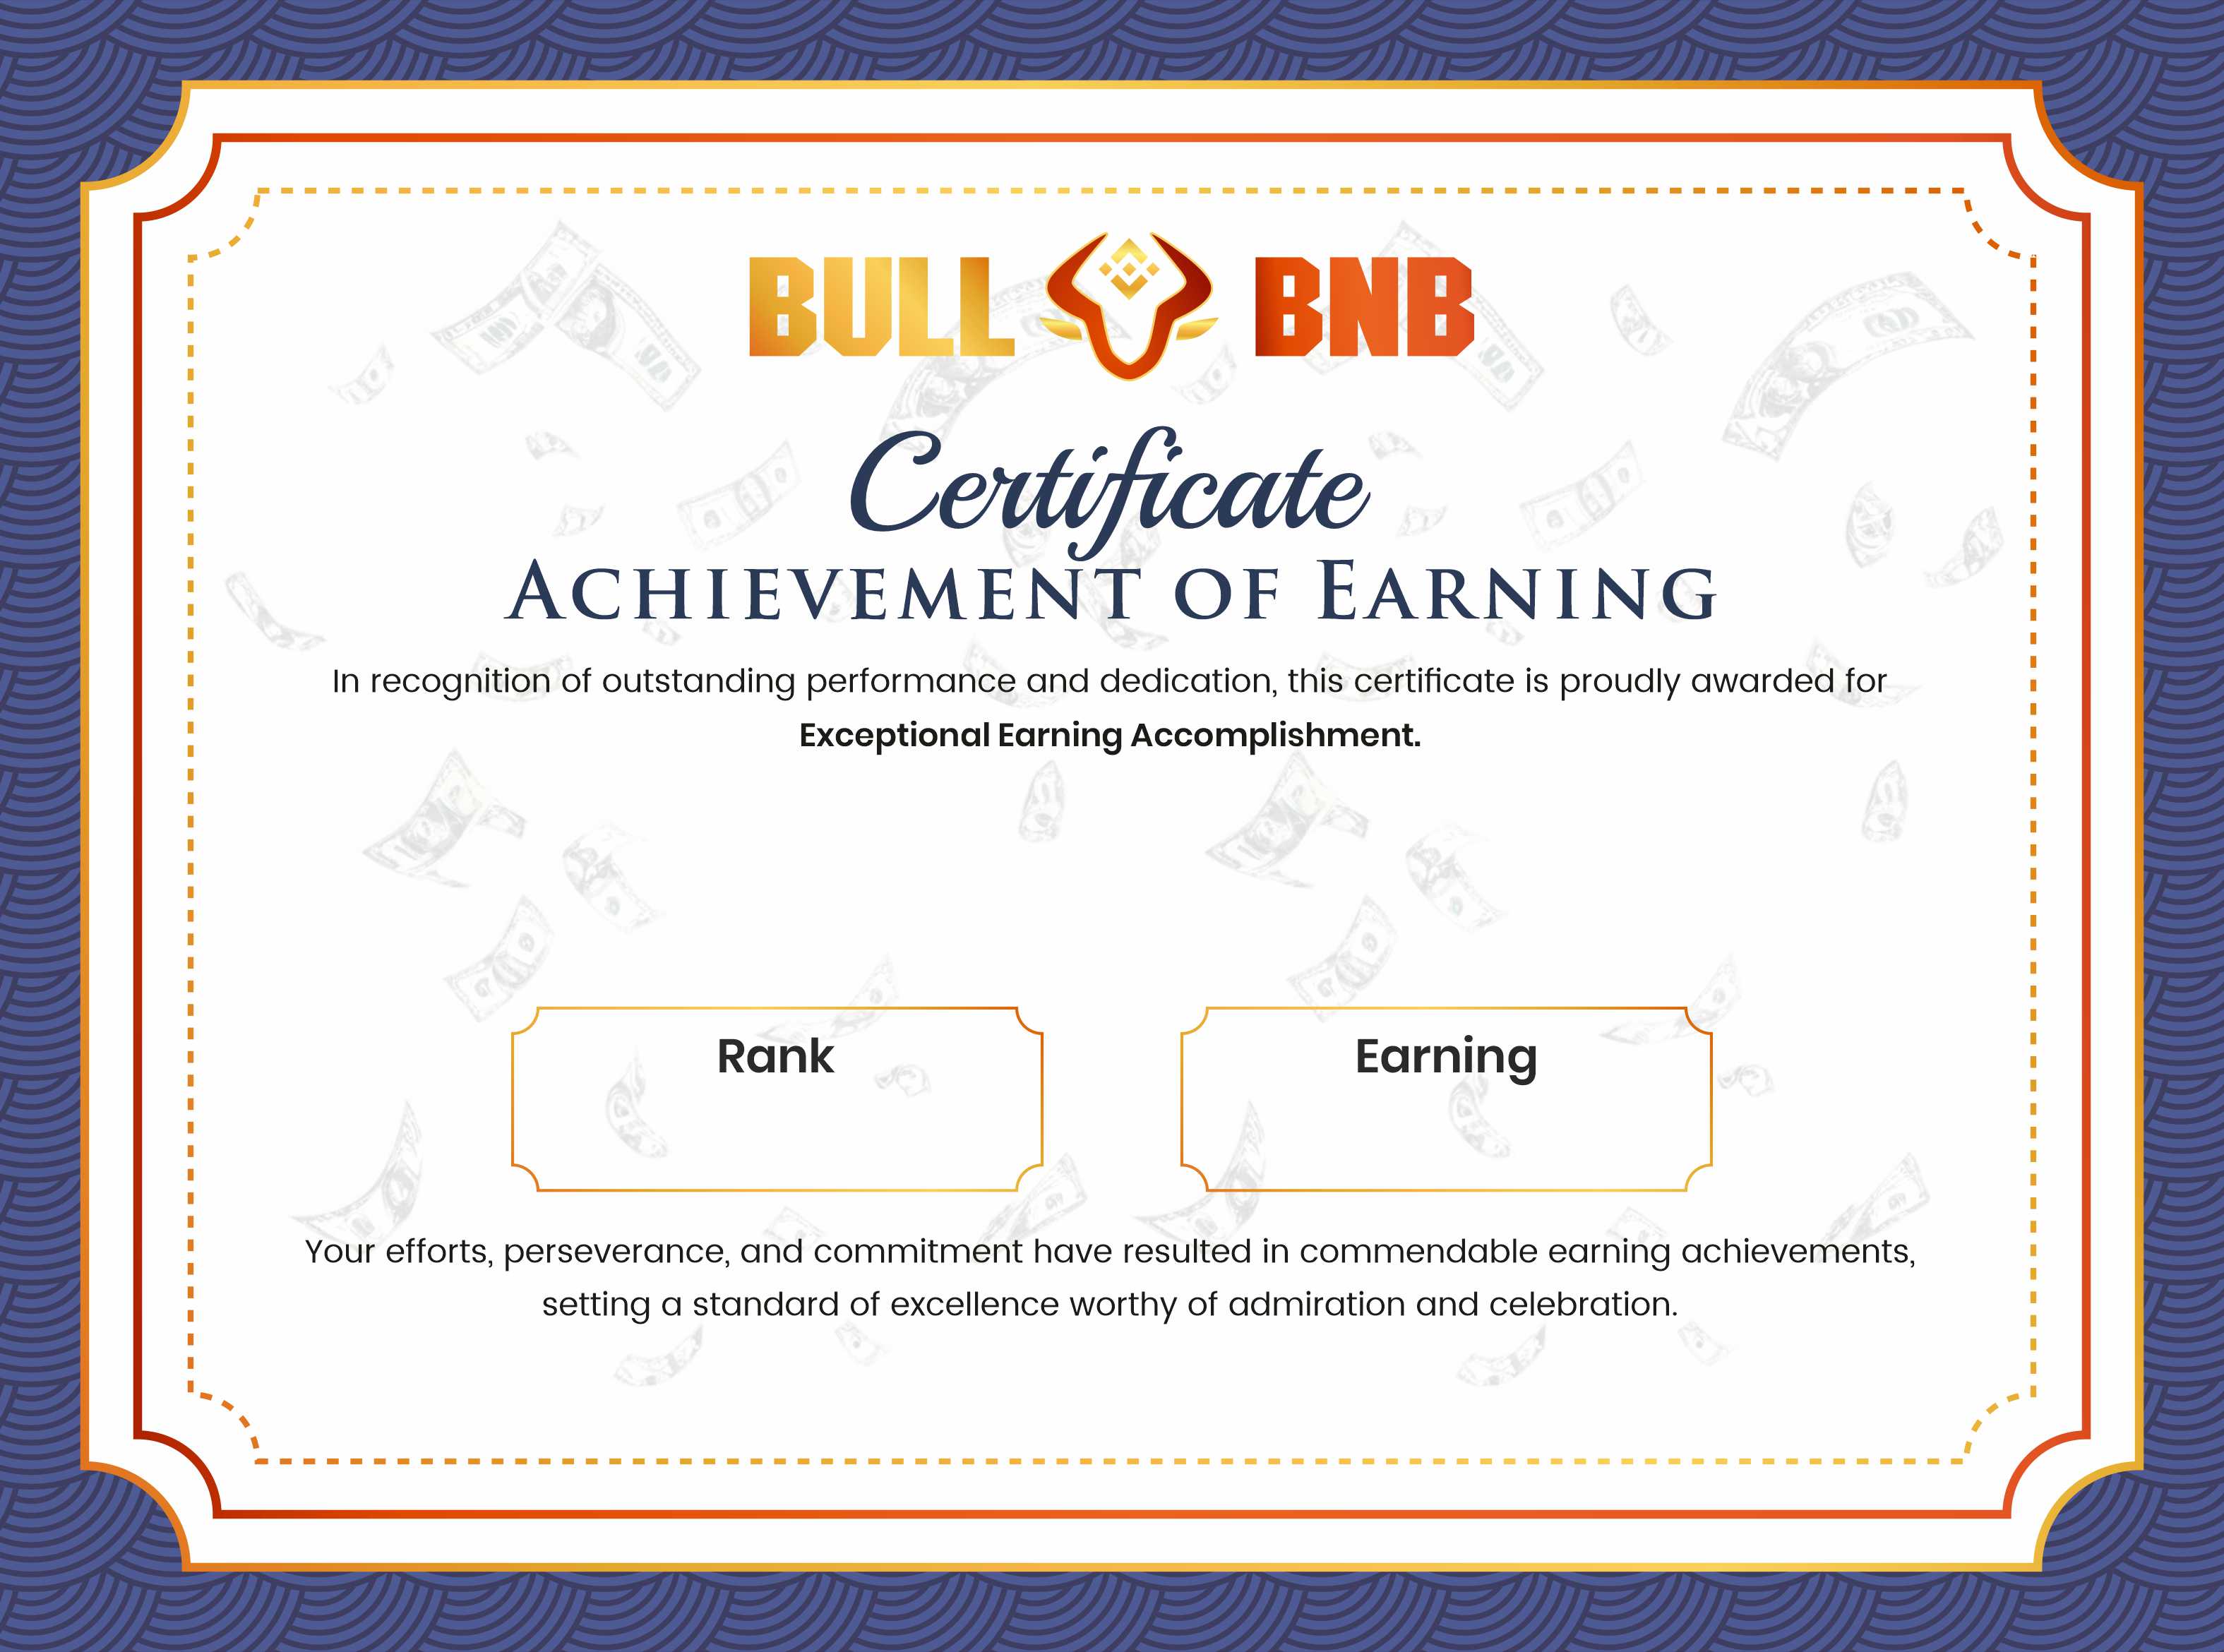 BULL BNB
Certificate
ACHIEVEMENT OF EARNING
In recognition of outstanding performance and dedication, this certificate is proudly awarded for
Exceptional Earning Accomplishment.
Rank
Earning
Your efforts, perseverance, and commitment have resulted in commendable earning achievements,
setting a standard of excellence worthy of admiration and celebration.